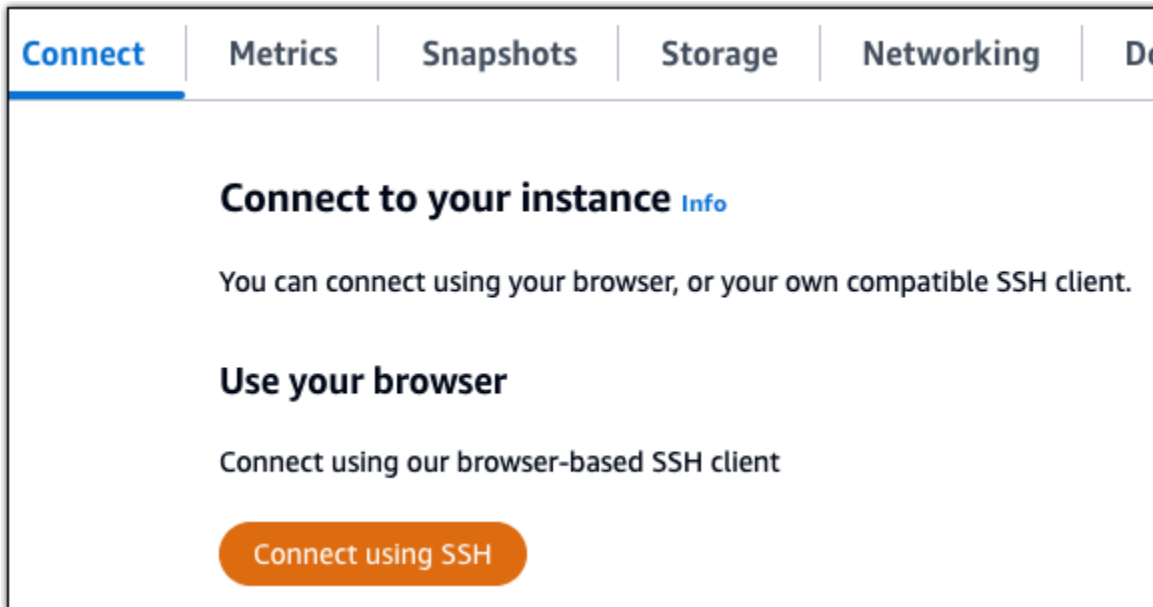 Connect Metrics Snapshots Storage Networking
Connect to your instance Info
You can connect using your browser, or your own compatible SSH client.
Use your browser
Connect using our browser-based SSH client
Connect using SSH